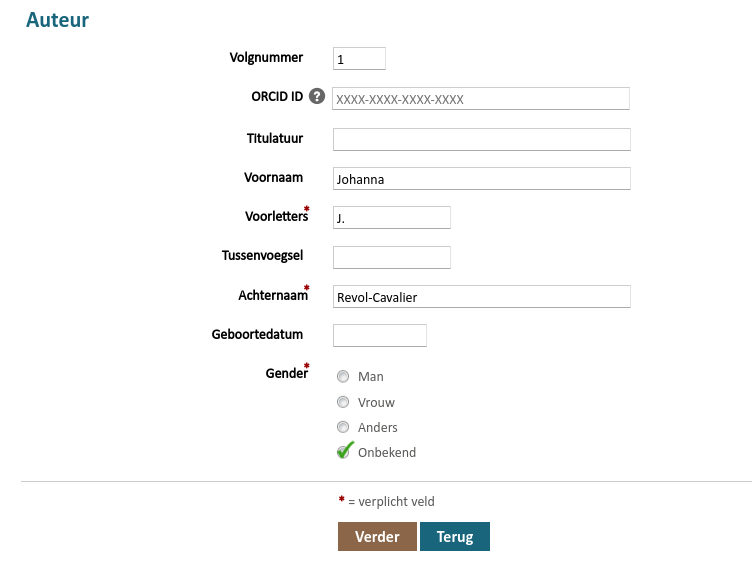 Auteur
Volgnummer 1
ORCID ID ? XXXX-XXXX-XXXX-XXXX
Titulatuur
Voornaam Johanna
Voorletters* J.
Tussenvoegsel
Achternaam* Revol-Cavalier
Geboortedatum
Gender* Man
Vrouw
Anders
Onbekend
* = verplicht veld
Verder Terug